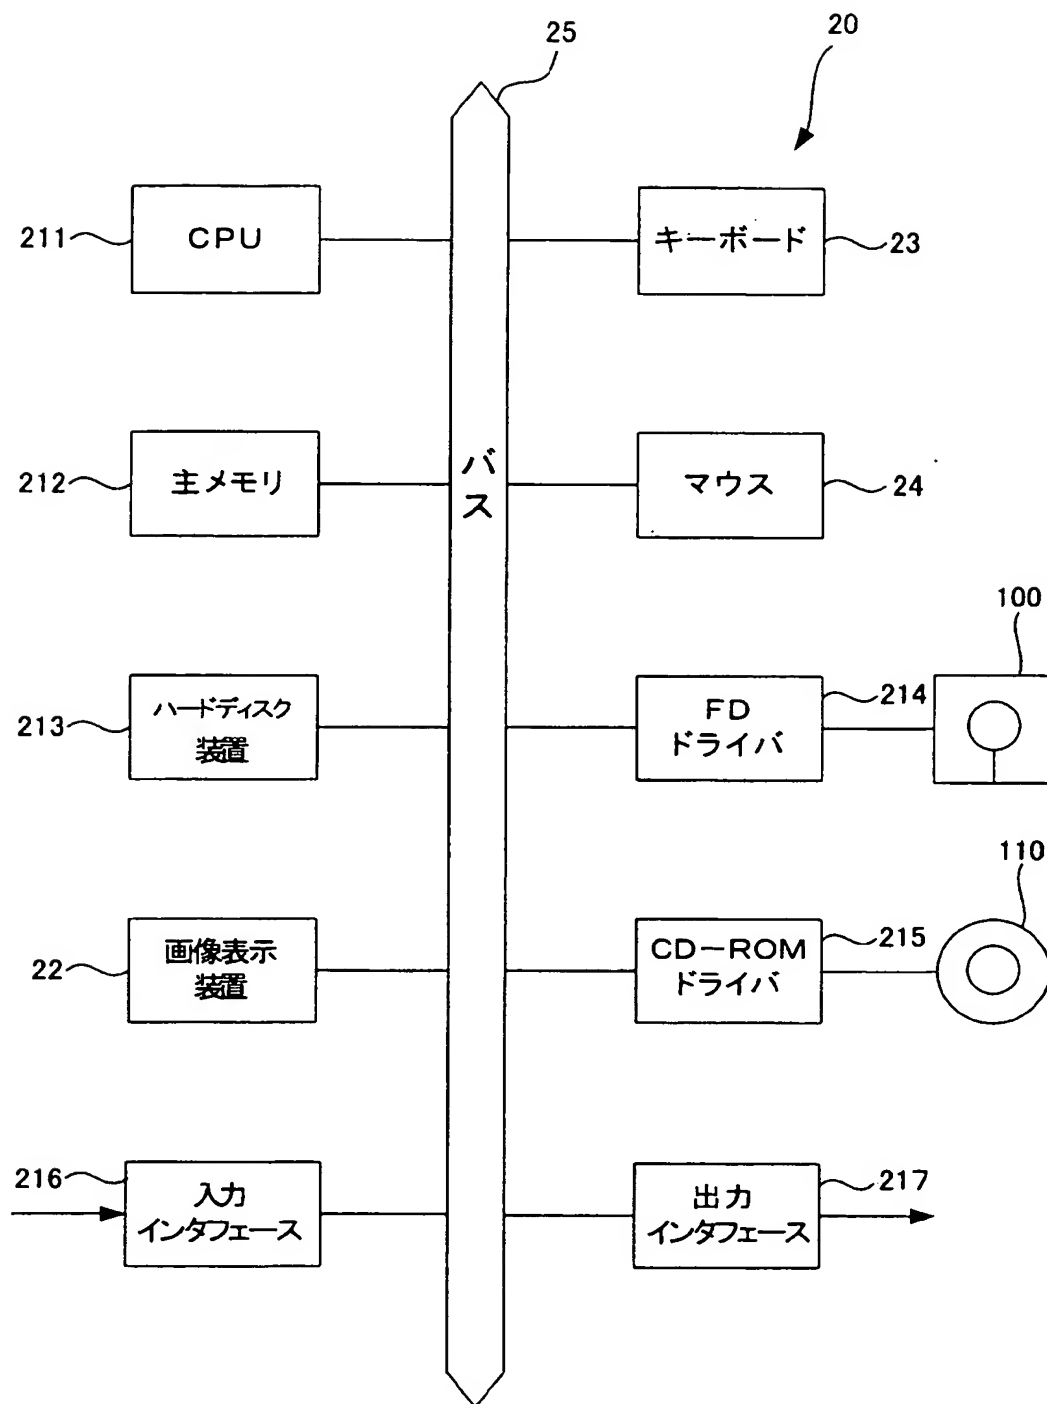 25
20
211
CPU
キーボード
23
212
主メモリ
バス
マウス
24
100
213
ハードディスク
装置
FD
ドライバ
214
110
22
画像表示
装置
CD-ROM
ドライバ
215
216
入力
インタフェース
出力
インタフェース
217